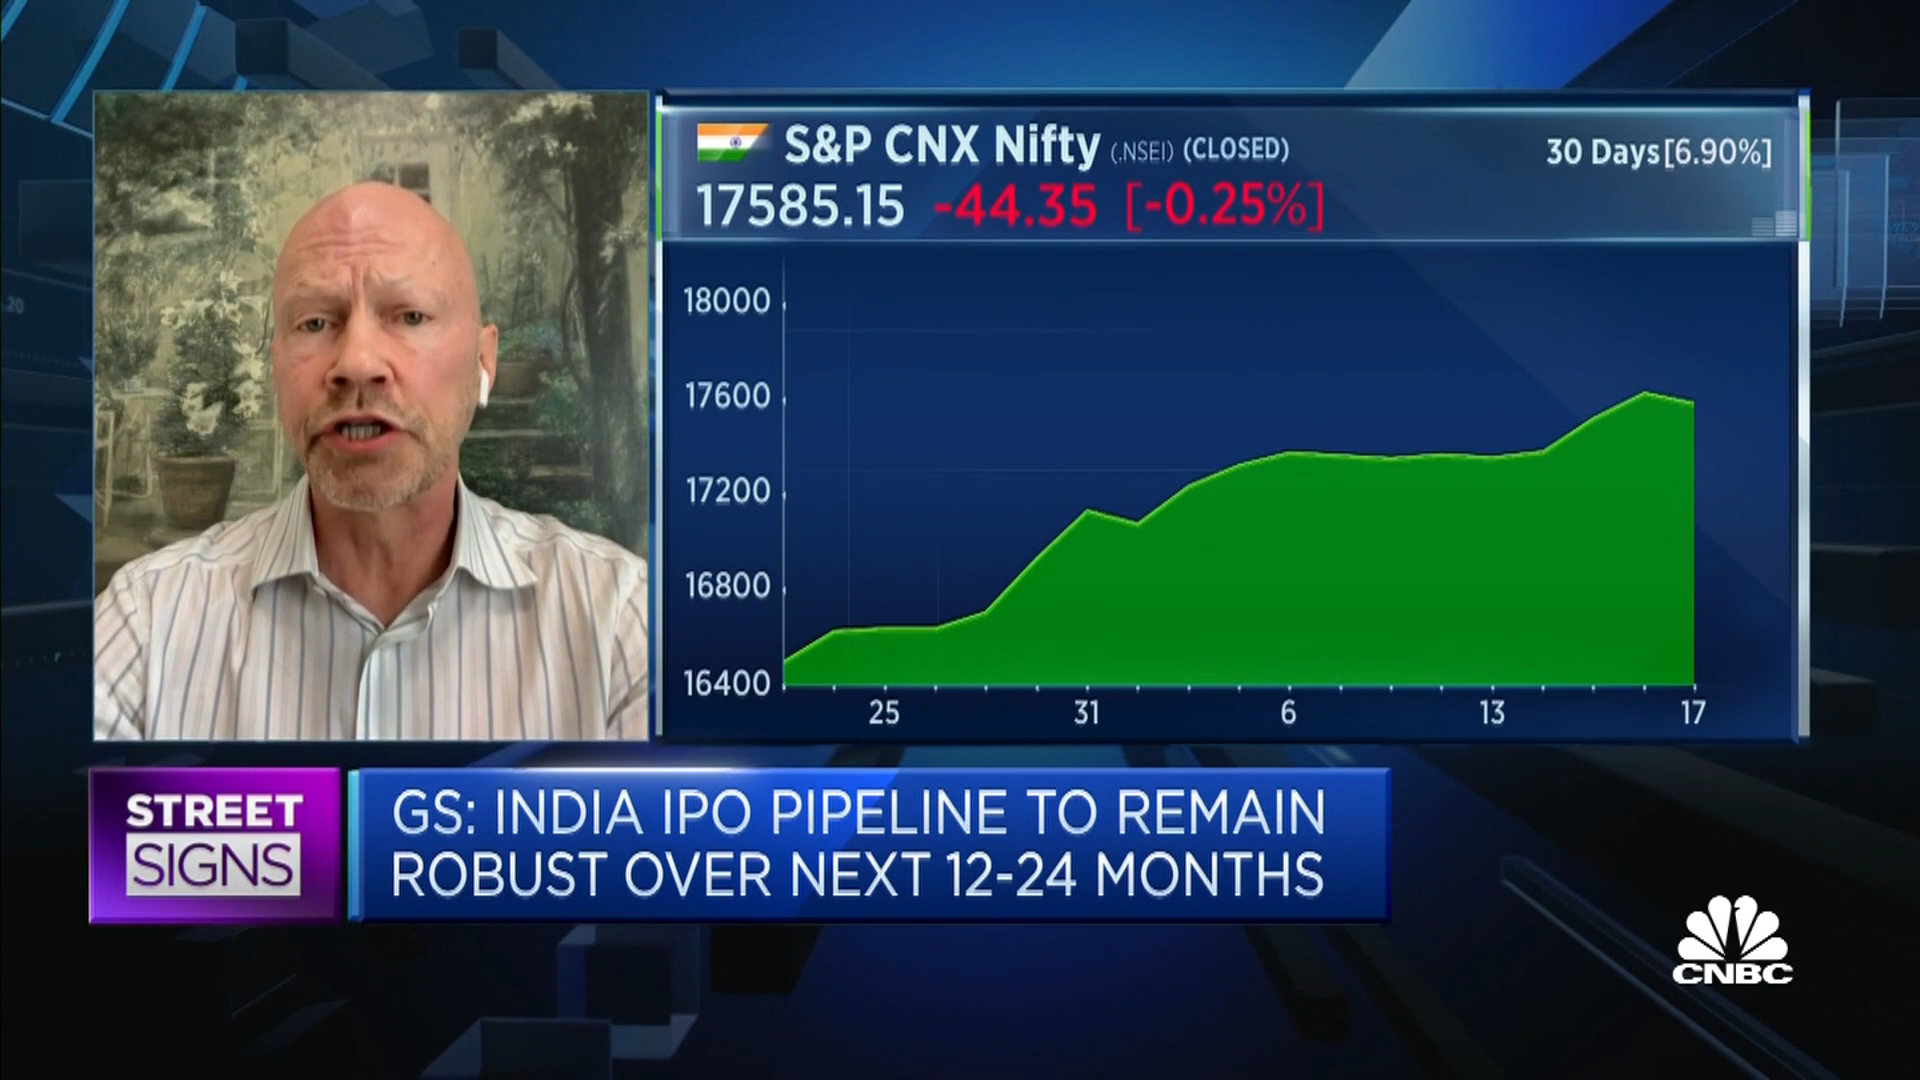 S&P CNX Nifty (.NSEI) (CLOSED)
30 Days[6.90%]
17585.15 -44.35 [-0.25%]
18000
17600
17200
16800
16400
25 31 6 13 17
STREET
SIGNS
GS: INDIA IPO PIPELINE TO REMAIN
ROBUST OVER NEXT 12-24 MONTHS
CNBC
.20